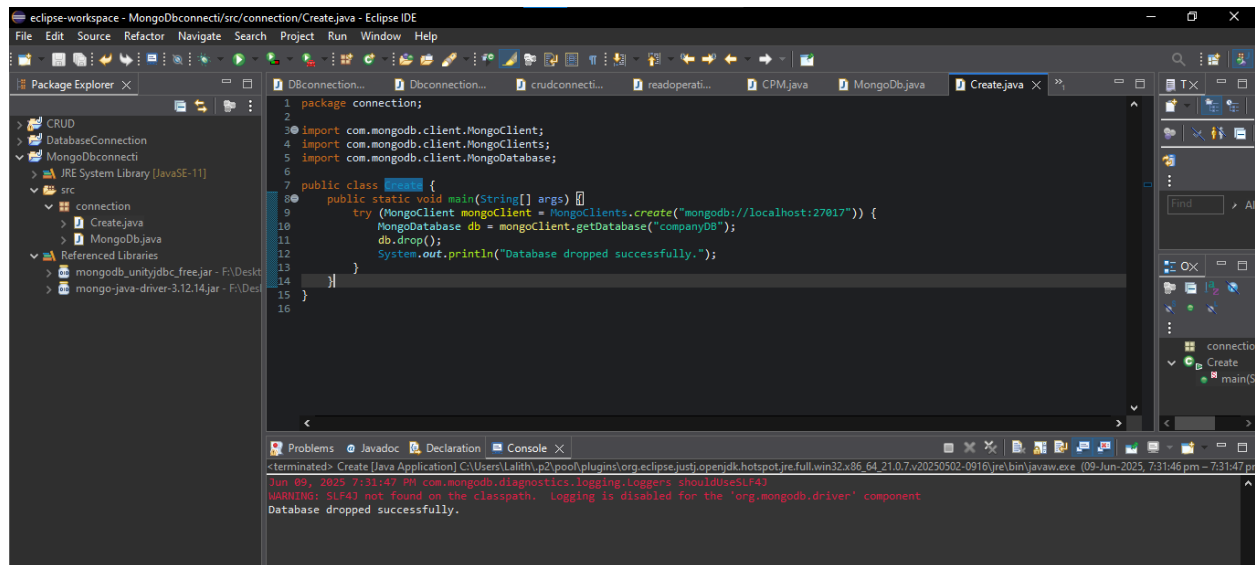 eclipse-workspace - MongoDbconnecti/src/connection/Create.java - Eclipse IDE
File Edit Source Refactor Navigate Search Project Run Window Help
Package Explorer
CRUD
DatabaseConnection
MongoDbconnecti
JRE System Library [JavaSE-11]
src
connection
Create.java
MongoDb.java
Referenced Libraries
mongodb_unityjdbc_free.jar - F:\Deskt
mongo-java-driver-3.12.14.jar - F:\Desl
DBconnection... Dbconnection... crudconnecti... readoperati... CPM.java MongoDb.java Create.java
1 package connection;
2
3 import com.mongodb.client.MongoClient;
4 import com.mongodb.client.MongoClients;
5 import com.mongodb.client.MongoDatabase;
6
7 public class Create {
8 public static void main(String[] args) {
9 try (MongoClient mongoClient = MongoClients.create("mongodb://localhost:27017")) {
10 MongoDatabase db = mongoClient.getDatabase("companyDB");
11 db.drop();
12 System.out.println("Database dropped successfully.");
13 }
14 }
15 }
16
Problems Javadoc Declaration Console
<terminated> Create [Java Application] C:\Users\Lalith\.p2\pool\plugins\org.eclipse.justj.openjdk.hotspot.jre.full.win32.x86_64_21.0.7.v20250502-0916\jre\bin\javaw.exe (09-Jun-2025, 7:31:46 pm – 7:31:47 pr
Jun 09, 2025 7:31:47 PM com.mongodb.diagnostics.logging.Loggers shouldUseSLF4J
WARNING: SLF4J not found on the classpath. Logging is disabled for the 'org.mongodb.driver' component
Database dropped successfully.
T
Find Al
O
connectio
Create
main(S